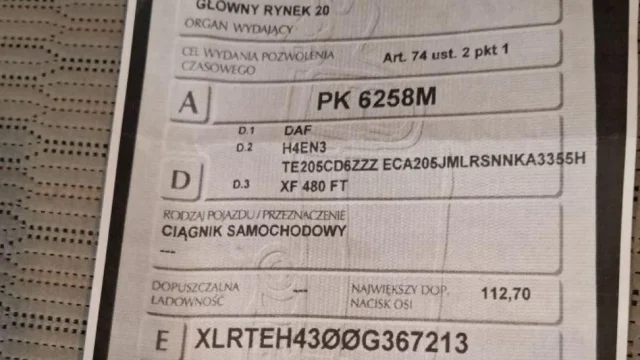 GŁÓWNY RYNEK 20
ORGAN WYDAJĄCY
CEL WYDANIA POZWOLENIA CZASOWEGO Art. 74 ust. 2 pkt 1
A PK 6258M
D.1 DAF
D.2 H4EN3
TE205CD6ZZZ ECA205JMLRSNNKA3355H
D D.3 XF 480 FT
RODZAJ POJAZDU/PRZEZNACZENIE
CIĄGNIK SAMOCHODOWY
---
DOPUSZCZALNA ŁADOWNOŚĆ --- NAJWIĘKSZY DOP. NACISK OSI 112,70
E XLRTEH43ØØG367213